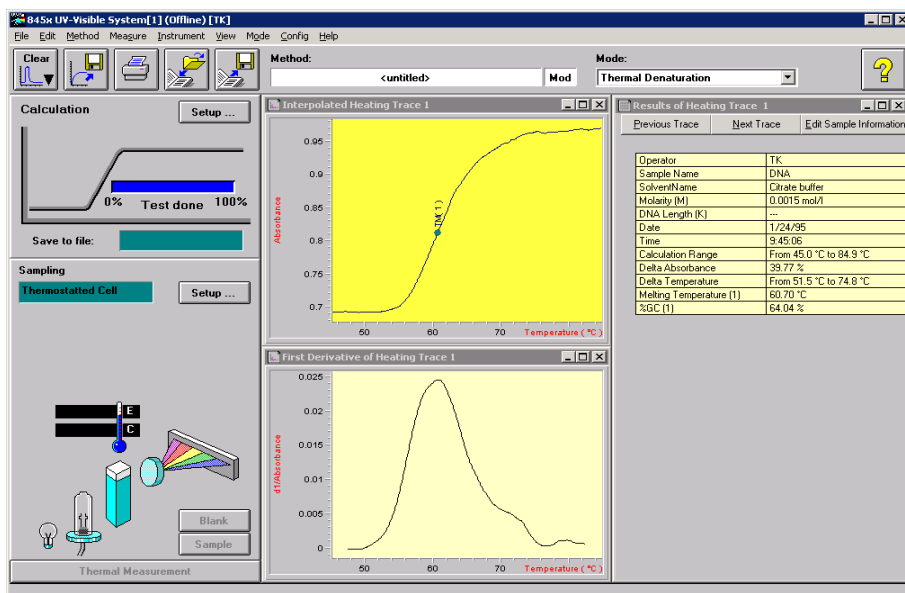 845x UV-Visible System[1] (Offline) [TK]
File Edit Method Measure Instrument View Mode Config Help
Clear
Method:
<untitled>
Mod
Mode:
Thermal Denaturation
Calculation
Setup ...
0% Test done 100%
Save to file:
Sampling
Thermostatted Cell
Setup ...
E
C
Blank
Sample
Thermal Measurement
Interpolated Heating Trace 1
Absorbance
0.95
0.9
0.85
0.8
0.75
0.7
TM(1)
50 60 70 Temperature ( °C )
First Derivative of Heating Trace 1
d1/Absorbance
0.025
0.02
0.015
0.01
0.005
0
50 60 70 Temperature ( °C )
Results of Heating Trace 1
Previous Trace Next Trace Edit Sample Information
Operator TK
Sample Name DNA
SolventName Citrate buffer
Molarity (M) 0.0015 mol/l
DNA Length (K) ---
Date 1/24/95
Time 9:45:06
Calculation Range From 45.0 °C to 84.9 °C
Delta Absorbance 39.77 %
Delta Temperature From 51.5 °C to 74.8 °C
Melting Temperature (1) 60.70 °C
%GC (1) 64.04 %